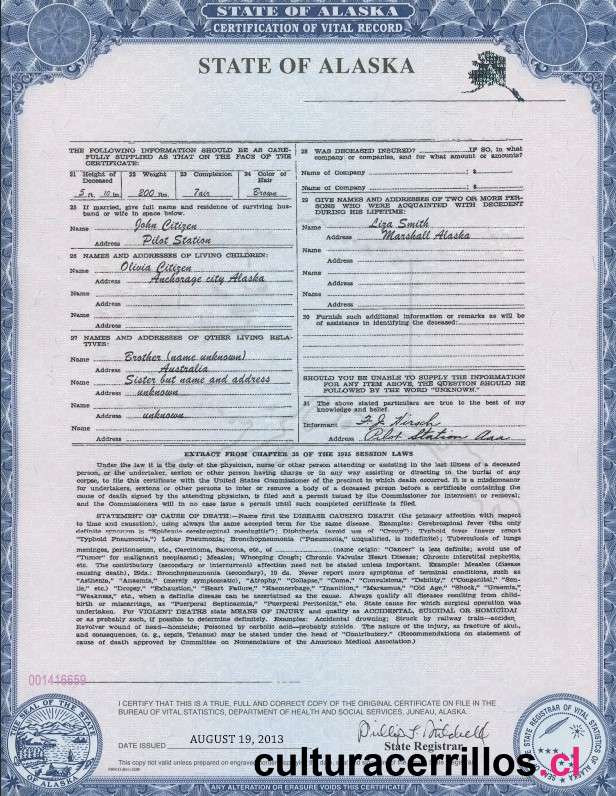 STATE OF ALASKA
CERTIFICATION OF VITAL RECORD
STATE OF ALASKA
THE FOLLOWING INFORMATION SHOULD BE AS CARE-
FULLY SUPPLIED AS THAT ON THE FACE OF THE
CERTIFICATE:
21 Height of Deceased 22 Weight 23 Complexion 24 Color of Hair
5 ft. 10 in. 200 lbs. Fair Brown
25 If married, give full name and residence of surviving hus-
band or wife in space below.
Name John Citizen
Address Pilot Station
26 NAMES AND ADDRESSES OF LIVING CHILDREN:
Name Olivia Citizen
Address Anchorage city Alaska
Name
Address
27 NAMES AND ADDRESSES OF OTHER LIVING RELA-
TIVES:
Name Brother (name unknown)
Address Australia
Name Sister but name and address
Address unknown
Name unknown
Address
28 WAS DECEASED INSURED? IF SO, in what
company or companies, and for what amount or amounts?
Name of Company : $
Name of Company : $
29 GIVE NAMES AND ADDRESSES OF TWO OR MORE PER-
SONS WHO WERE ACQUAINTED WITH DECEDENT
DURING HIS LIFETIME:
Name Liza Smith
Address Marshall Alaska
Name
Address
Name
Address
30 Furnish such additional information or remarks as will be
of assistance in identifying the deceased:
SHOULD YOU BE UNABLE TO SUPPLY THE INFORMATION
FOR ANY ITEM ABOVE, THE QUESTION SHOULD BE
FOLLOWED BY THE WORD "UNKNOWN."
31 The above stated particulars are true to the best of my
knowledge and belief.
Informant F. J. Hirsch
Address Pilot Station
EXTRACT FROM CHAPTER 35 OF THE 1915 SESSION LAWS
Under the law it is the duty of the physician, nurse or other person attending or assisting in the last illness of a deceased
person, or the undertaker, sexton or other person having charge or in any way assisting or directing in the burial of any
corpse, to file this certificate with the United States Commissioner of the precinct in which death occurred. It is a misdemeanor
for undertakers, sextons or other persons to inter or remove a body of a deceased person before a certificate containing the
cause of death signed by the attending physician, is filed and a permit issued by the Commissioner for interment or removal;
and the Commissioners will in no case issue a permit until such completed certificate is filed.
STATEMENT OF CAUSE OF DEATH:—Name first the DISEASE CAUSING DEATH (the primary affection with respect
to time and causation), using always the same accepted term for the same disease. Examples: Cerebrospinal fever (the only
definite synonym is "Epidemic cerebrospinal meningitis"); Diphtheria (avoid use of "Croup"); Typhoid fever (never report
"Typhoid Pneumonia"); Lobar Pneumonia; Bronchopneumonia ("Pneumonia," unqualified, is indefinite); Tuberculosis of lungs
meninges, peritoneum, etc., Carcinoma, Sarcoma, etc., of (name origin: "Cancer" is less definite; avoid use of
"Tumor" for malignant neoplasms); Measles; Whooping Cough; Chronic Valvular Heart Disease; Chronic interstitial nephritis,
etc. The contributory (secondary or intercurrent) affection need not be stated unless important. Example: Measles (disease
causing death), 29ds.; Bronchopneumonia (secondary), 10 ds. Never report mere symptoms of terminal conditions, such as
"Asthenia," "Anaemia," (merely symptomatic), "Atrophy," "Collapse," "Coma," "Convulsions," "Debility," ("Congenital," "Sen-
ile," etc.) "Dropsy," "Exhaustion," "Heart Failure," "Haemorrhage," "Inanition," "Marasmus," "Old Age," "Shock," "Uraemia,"
"Weakness," etc., when a definite disease can be ascertained as the cause. Always qualify all diseases resulting from child-
birth or miscarriage, as "Puerperal Septicaemia," "Puerperal Peritonitis," etc. State cause for which surgical operation was
undertaken. For VIOLENT DEATHS state MEANS OF INJURY and qualify as ACCIDENTAL, SUICIDAL OR HOMICIDAL
or as probably such, if possible to determine definitely. Examples: Accidental drowning; Struck by railway train—acciden
Revolver wound of head—homicide; Poisoned by carbolic acid—probably suicide. The nature of the injury, as fracture of skull,
and consequences, (e. g., sepsis, Tetanus) may be stated under the head of "Contributory." (Recommendations on statement of
cause of death approved by Committee on Nomenclature of the American Medical Association.)
001416659
I CERTIFY THAT THIS IS A TRUE, FULL AND CORRECT COPY OF THE ORIGINAL CERTIFICATE ON FILE IN THE
BUREAU OF VITAL STATISTICS, DEPARTMENT OF HEALTH AND SOCIAL SERVICES, JUNEAU, ALASKA.
DATE ISSUED AUGUST 19, 2013
State Registrar
This copy not valid unless prepared on engraved
culturacerrillos.cl
ANY ALTERATION OR ERASURE VOIDS THIS CERTIFICATE
THE SEAL OF THE STATE OF ALASKA
STATE REGISTRAR OF VITAL STATISTICS